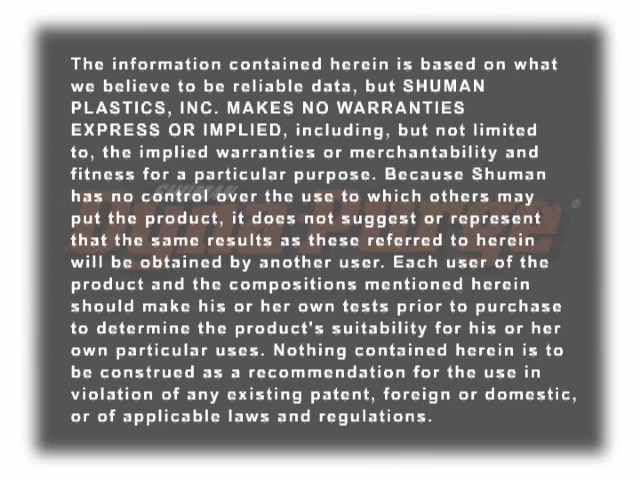 The information contained herein is based on what
we believe to be reliable data, but SHUMAN
PLASTICS, INC. MAKES NO WARRANTIES
EXPRESS OR IMPLIED, including, but not limited
to, the implied warranties or merchantability and
fitness for a particular purpose. Because Shuman
has no control over the use to which others may
put the product, it does not suggest or represent
that the same results as these referred to herein
will be obtained by another user. Each user of the
product and the compositions mentioned herein
should make his or her own tests prior to purchase
to determine the product's suitability for his or her
own particular uses. Nothing contained herein is to
be construed as a recommendation for the use in
violation of any existing patent, foreign or domestic,
or of applicable laws and regulations.
SHUMAN
Dyna-Purge